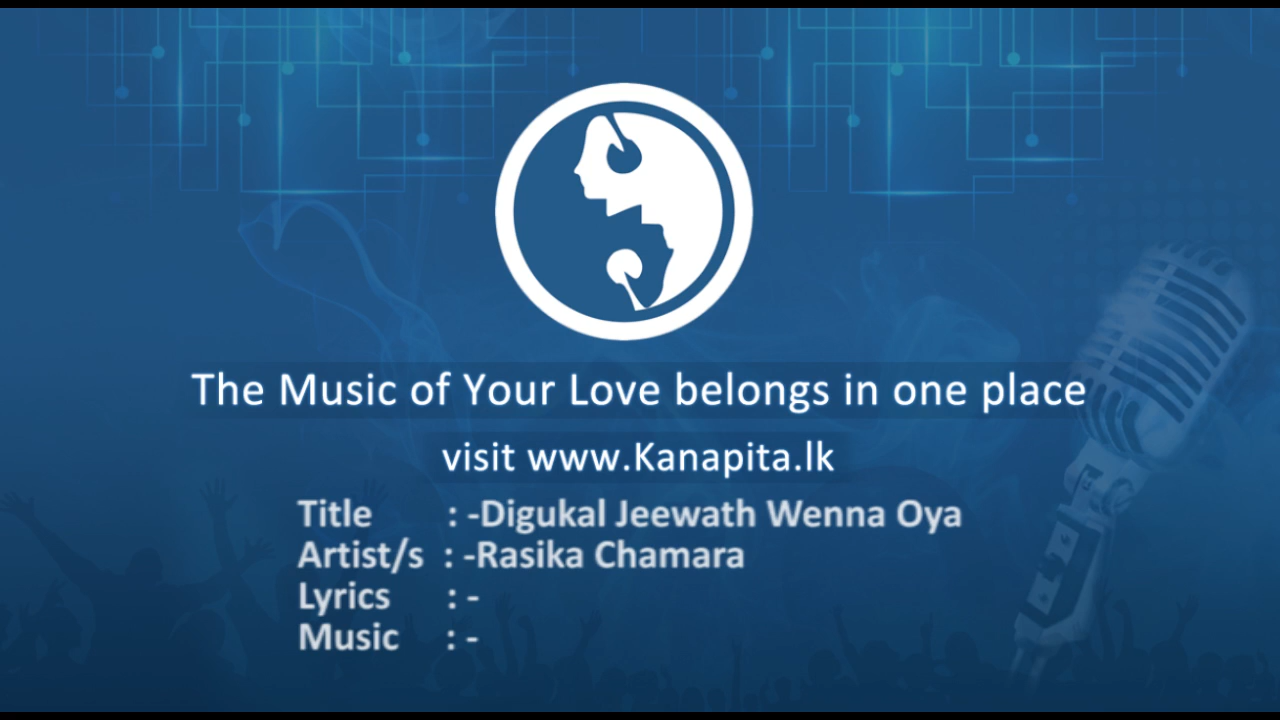 The Music of Your Love belongs in one place
visit www.Kanapita.lk
Title : -Digukal Jeewath Wenna Oya
Artist/s : -Rasika Chamara
Lyrics : -
Music : -